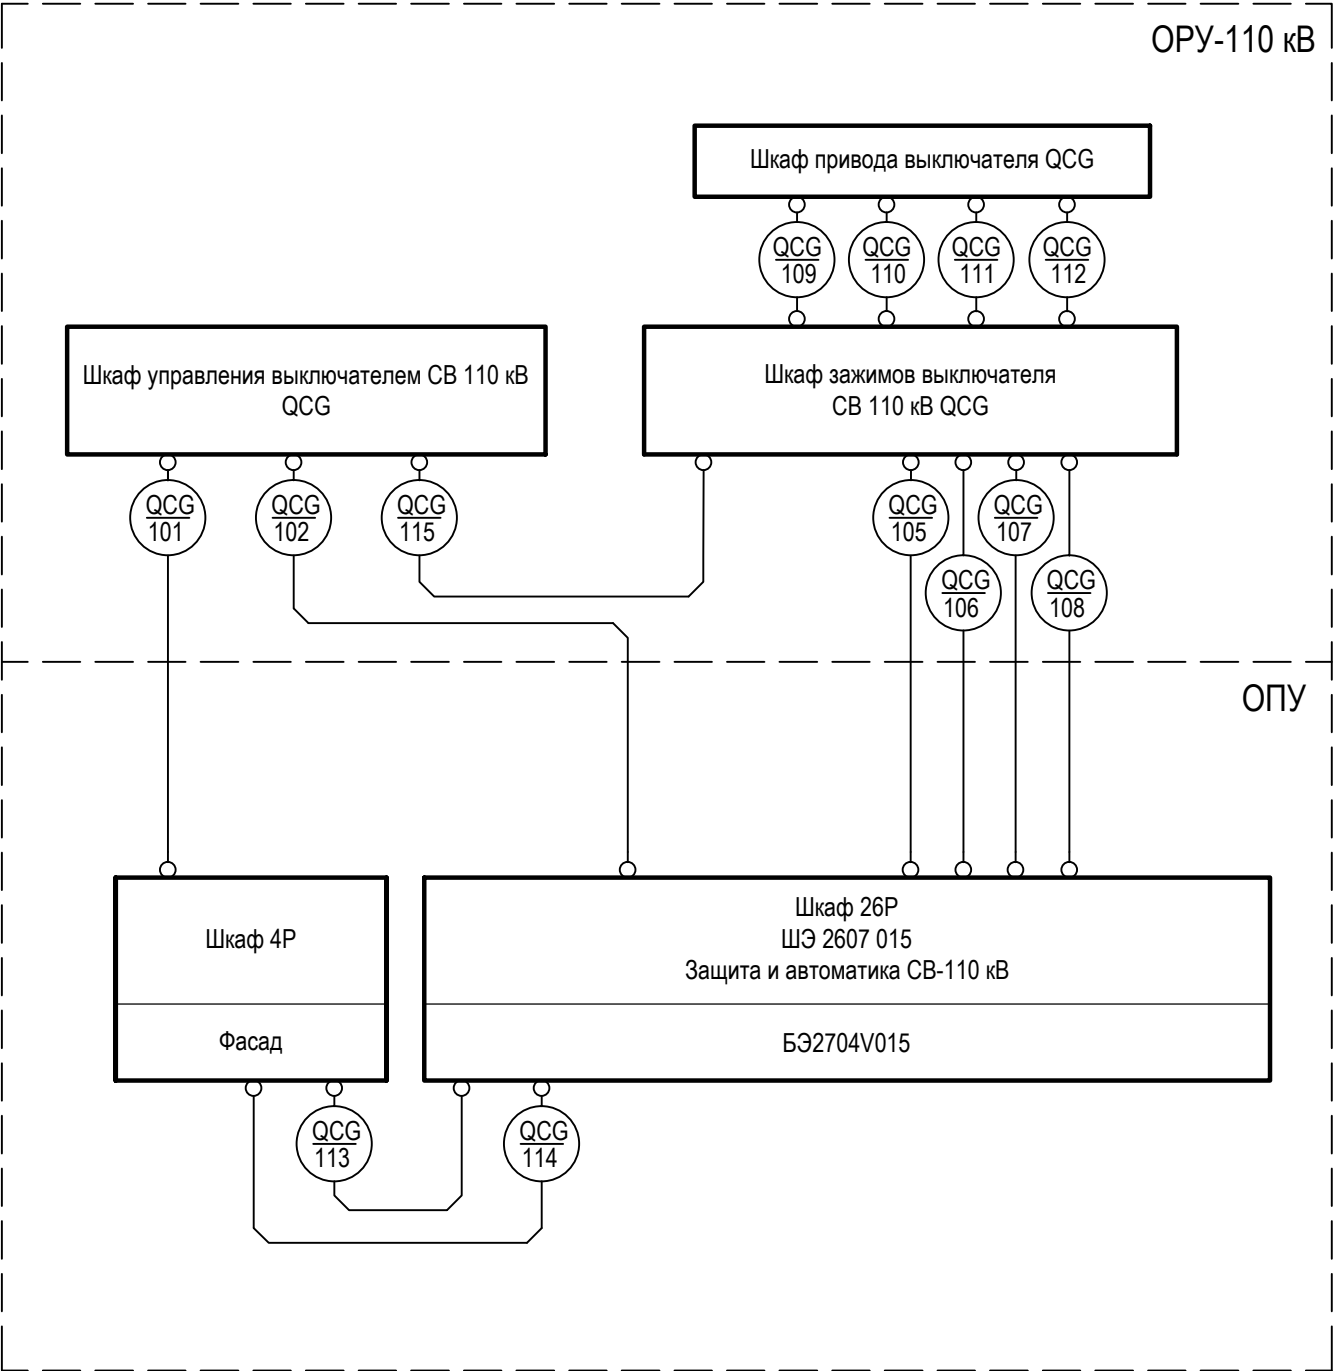 ОРУ-110 кВ
Шкаф привода выключателя QCG
QCG
109
QCG
110
QCG
111
QCG
112
Шкаф управления выключателем СВ 110 кВ
QCG
Шкаф зажимов выключателя
СВ 110 кВ QCG
QCG
101
QCG
102
QCG
115
QCG
105
QCG
107
QCG
106
QCG
108
ОПУ
Шкаф 4Р
Фасад
Шкаф 26Р
ШЭ 2607 015
Защита и автоматика СВ-110 кВ
БЭ2704V015
QCG
113
QCG
114